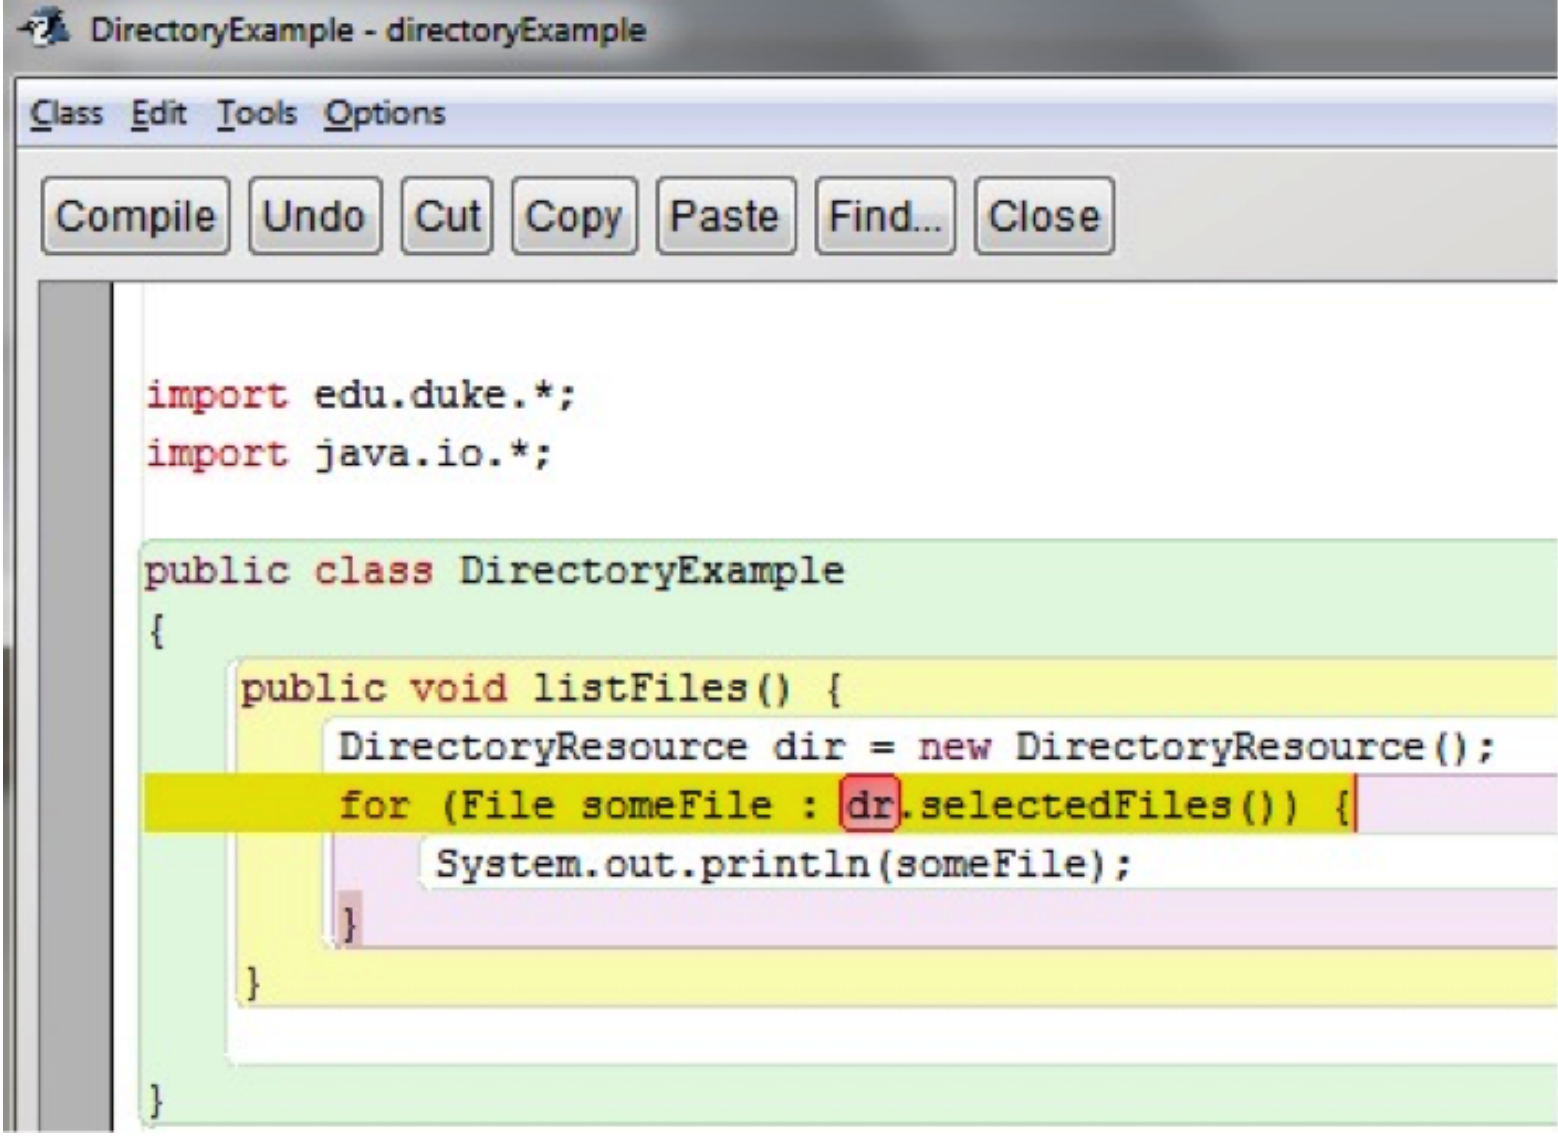 DirectoryExample - directoryExample
Class Edit Tools Options
Compile Undo Cut Copy Paste Find... Close
import edu.duke.*;
import java.io.*;
public class DirectoryExample
{
public void listFiles() {
DirectoryResource dir = new DirectoryResource();
for (File someFile : dr.selectedFiles()) {
System.out.println(someFile);
}
}
}